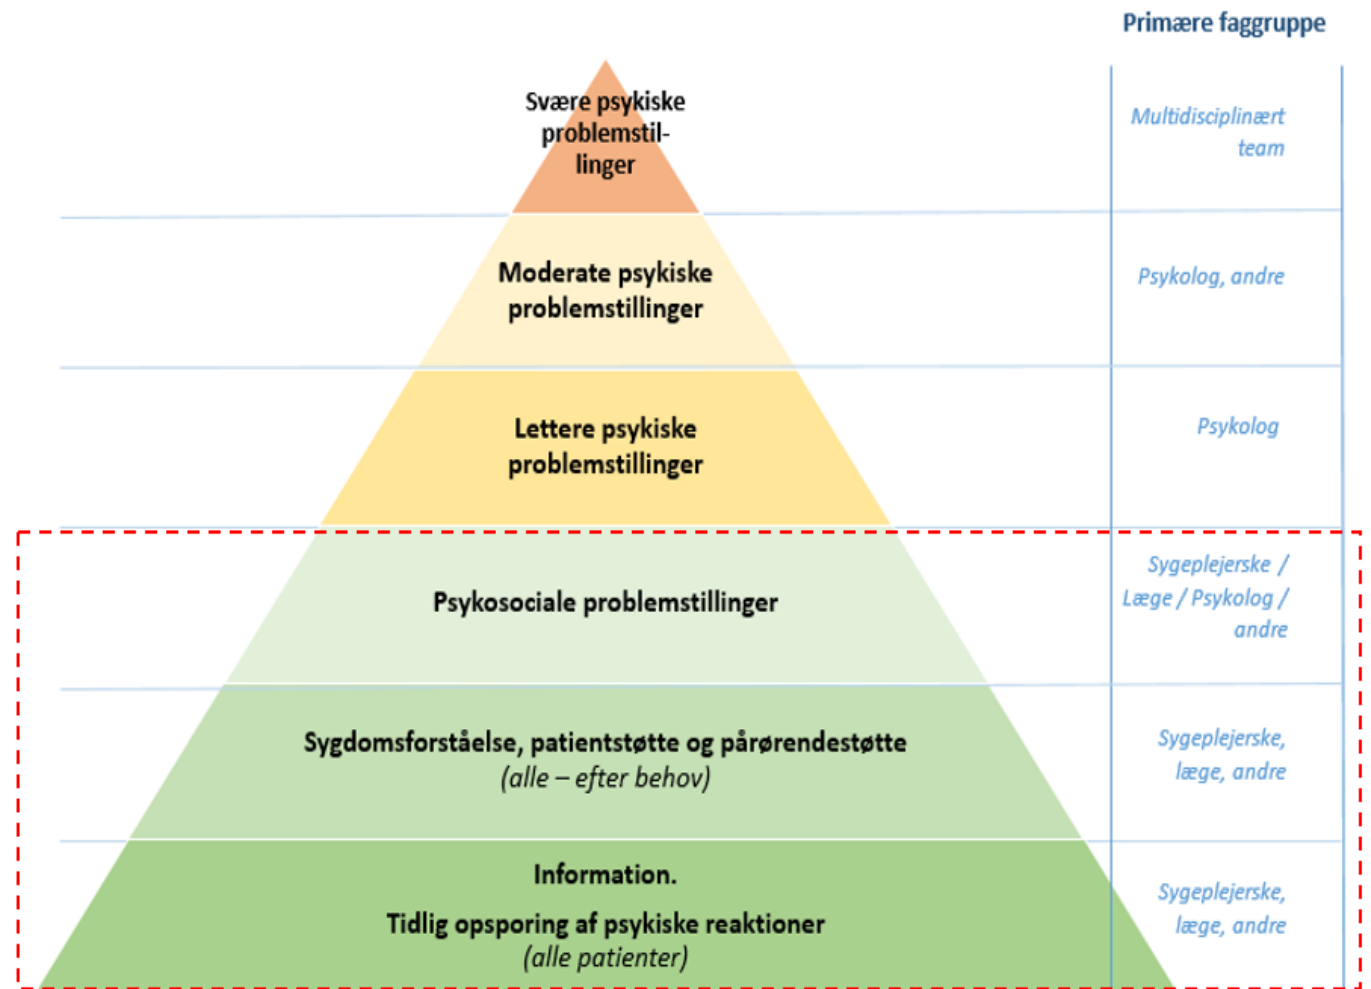 Primære faggruppe
Svære psykiske
problemstil-
linger
Multidisciplinært
team
Moderate psykiske
problemstillinger
Psykolog, andre
Lettere psykiske
problemstillinger
Psykolog
Psykosociale problemstillinger
Sygeplejerske /
Læge / Psykolog /
andre
Sygdomsforståelse, patientstøtte og pårørendestøtte
(alle – efter behov)
Sygeplejerske,
læge, andre
Information.
Tidlig opsporing af psykiske reaktioner
(alle patienter)
Sygeplejerske,
læge, andre